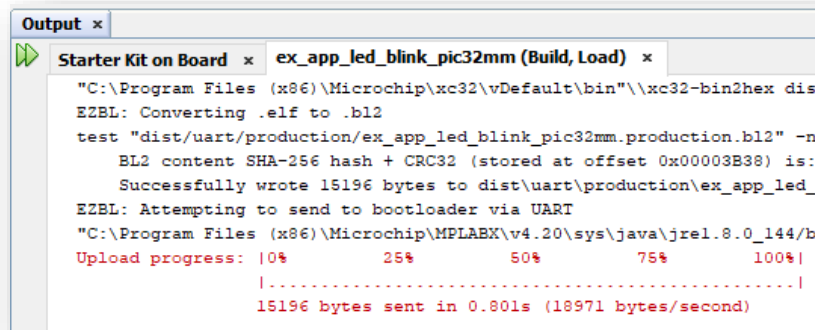 Output ×
Starter Kit on Board × ex_app_led_blink_pic32mm (Build, Load) ×
"C:\Program Files (x86)\Microchip\xc32\vDefault\bin"\\xc32-bin2hex dis
EZBL: Converting .elf to .bl2
test "dist/uart/production/ex_app_led_blink_pic32mm.production.bl2" -n
BL2 content SHA-256 hash + CRC32 (stored at offset 0x00003B38) is:
Successfully wrote 15196 bytes to dist\uart\production\ex_app_led_
EZBL: Attempting to send to bootloader via UART
"C:\Program Files (x86)\Microchip\MPLABX\v4.20\sys\java\jre1.8.0_144/b
Upload progress: |0% 25% 50% 75% 100%|
|..................................................|
15196 bytes sent in 0.801s (18971 bytes/second)